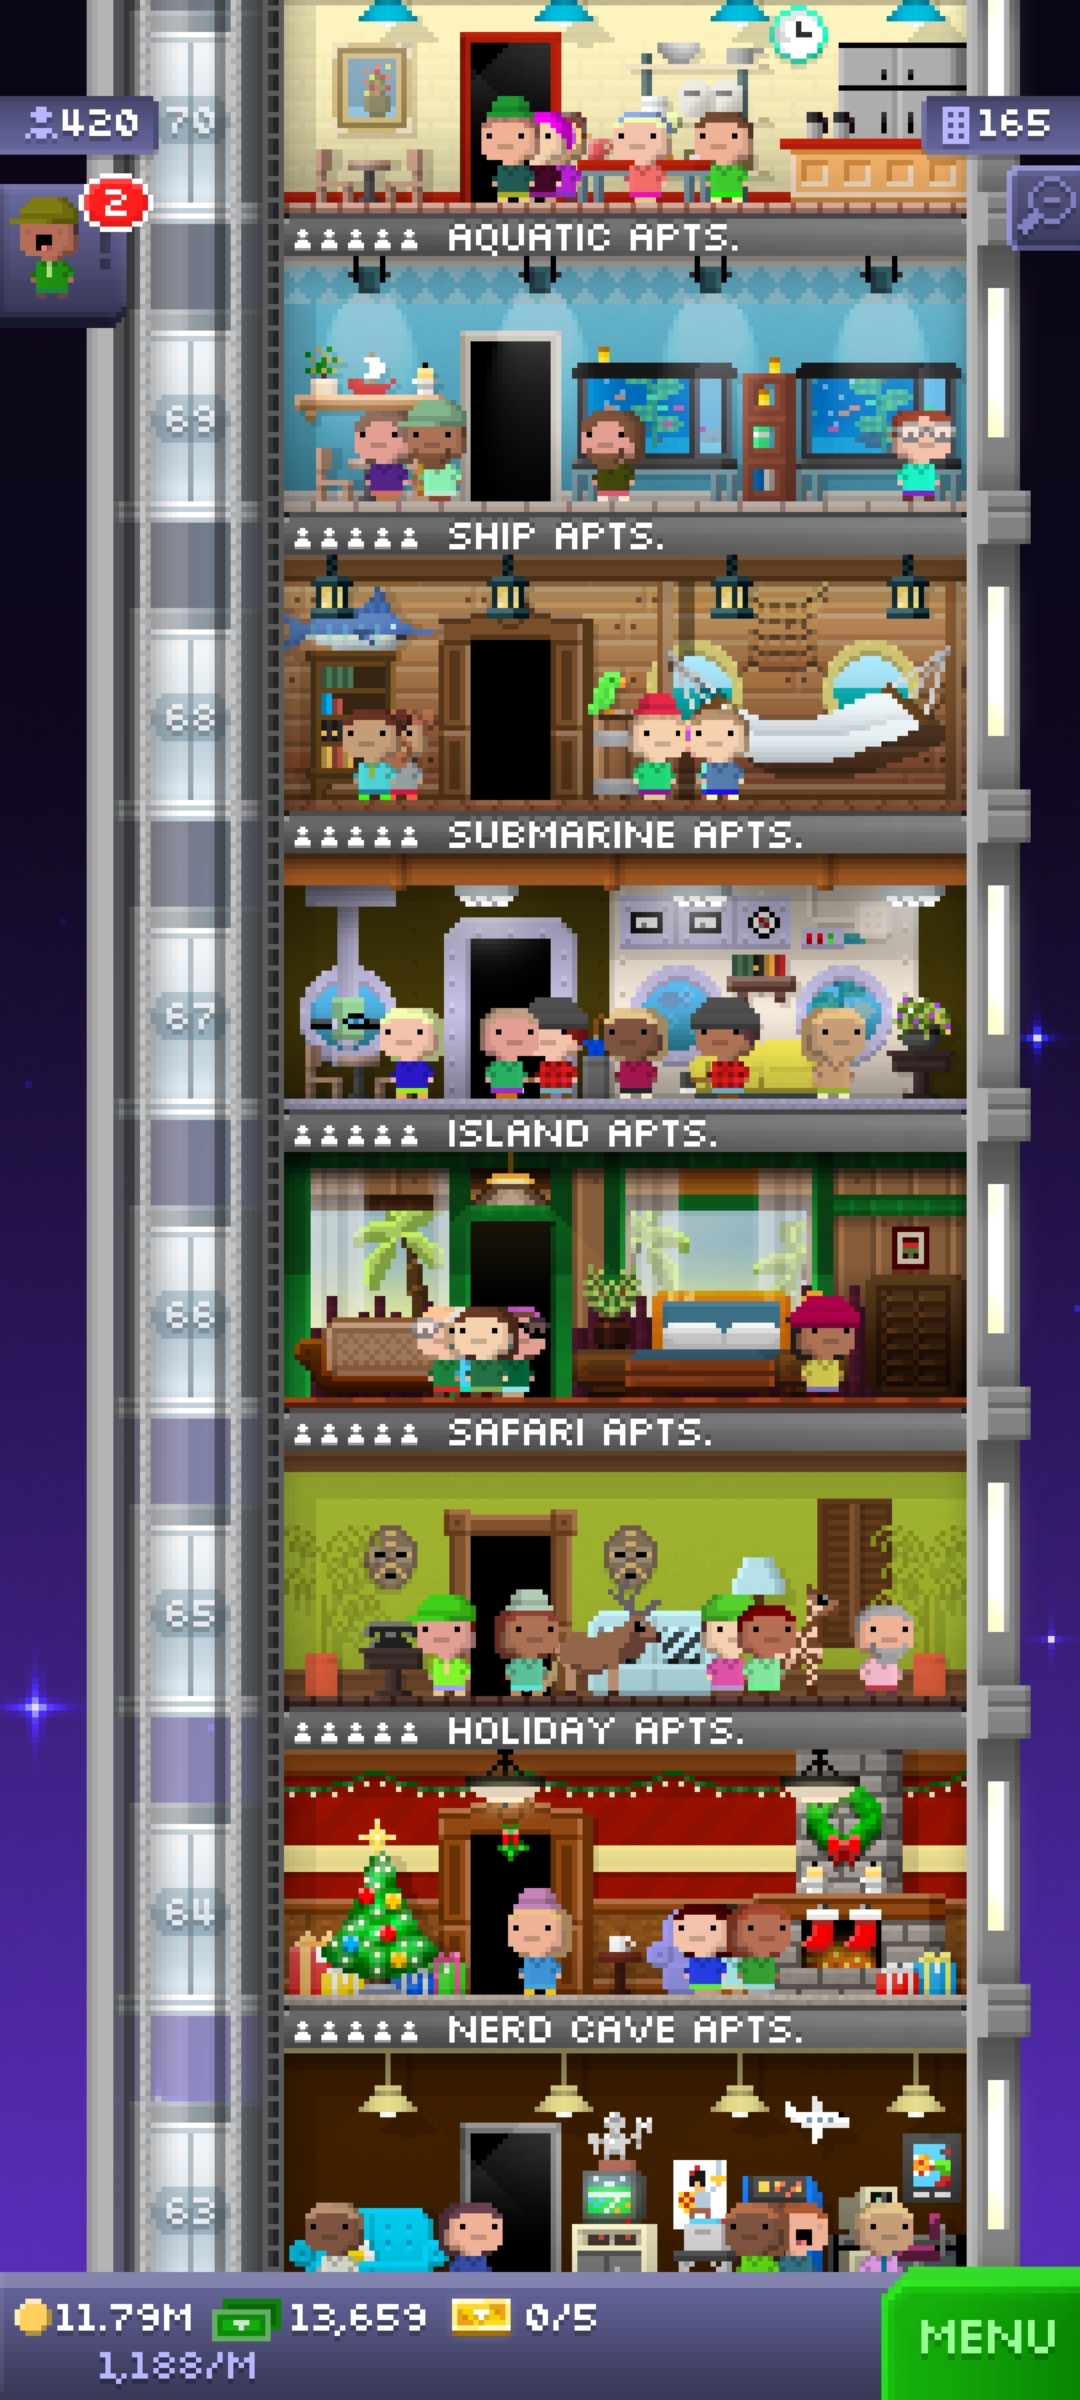 420
70
165
2
AQUATIC APTS.
69
SHIP APTS.
68
SUBMARINE APTS.
67
ISLAND APTS.
66
SAFARI APTS.
65
HOLIDAY APTS.
64
NERD CAVE APTS.
63
11.79M 13,659 0/5
1,188/M
MENU